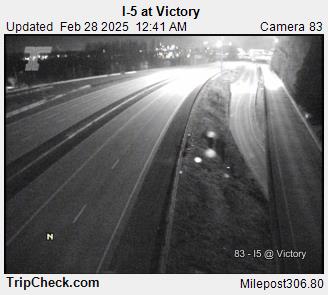 I-5 at Victory
Updated  Feb 28 2025  12:41 AM
Camera 83
N
83 - I5 @ Victory
TripCheck.com
Milepost306.80